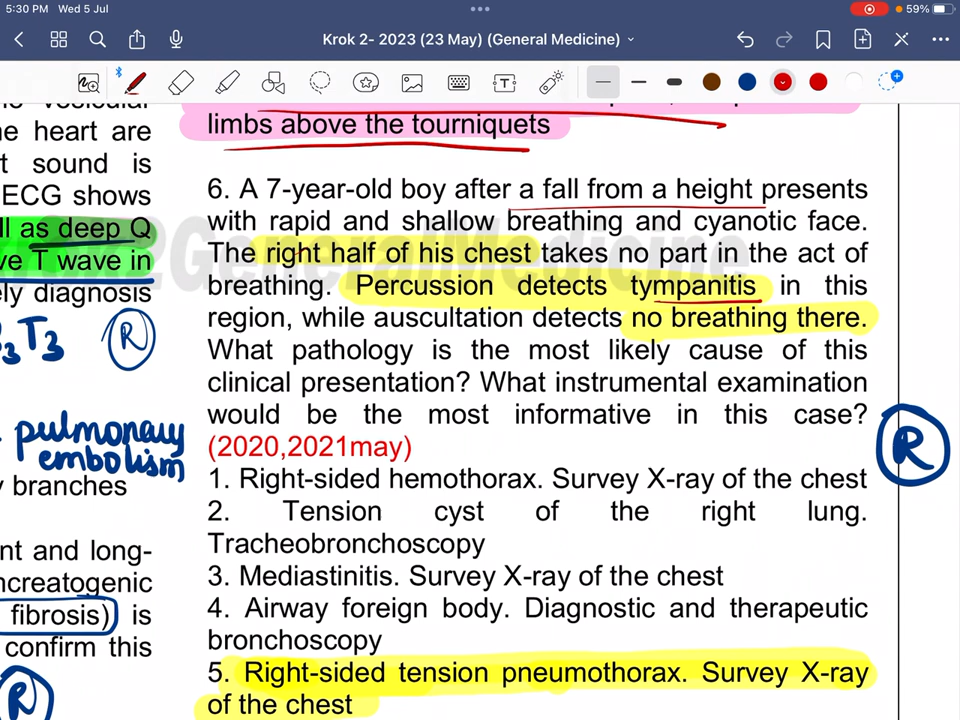 5:30 PM Wed 5 Jul
59%
Krok 2- 2023 (23 May) (General Medicine)
vesicular
he heart are
t sound is
ECG shows
ll as deep Q
ve T wave in
ely diagnosis
3T3
R
pulmonary
embolism
y branches
nt and long-
ncreatogenic
fibrosis) is
confirm this
R
limbs above the tourniquets
6. A 7-year-old boy after a fall from a height presents
with rapid and shallow breathing and cyanotic face.
The right half of his chest takes no part in the act of
breathing. Percussion detects tympanitis in this
region, while auscultation detects no breathing there.
What pathology is the most likely cause of this
clinical presentation? What instrumental examination
would be the most informative in this case?
(2020,2021may)
1. Right-sided hemothorax. Survey X-ray of the chest
2. Tension cyst of the right lung.
Tracheobronchoscopy
3. Mediastinitis. Survey X-ray of the chest
4. Airway foreign body. Diagnostic and therapeutic
bronchoscopy
5. Right-sided tension pneumothorax. Survey X-ray
of the chest
R